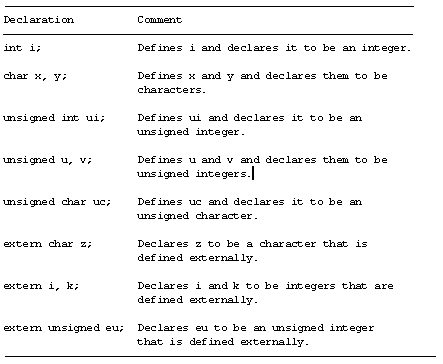 Declaration Comment
int i; Defines i and declares it to be an integer.
char x, y; Defines x and y and declares them to be
characters.
unsigned int ui; Defines ui and declares it to be an
unsigned integer.
unsigned u, v; Defines u and v and declares them to be
unsigned integers.
unsigned char uc; Defines uc and declares it to be an
unsigned character.
extern char z; Declares z to be a character that is
defined externally.
extern i, k; Declares i and k to be integers that are
defined externally.
extern unsigned eu; Declares eu to be an unsigned integer
that is defined externally.